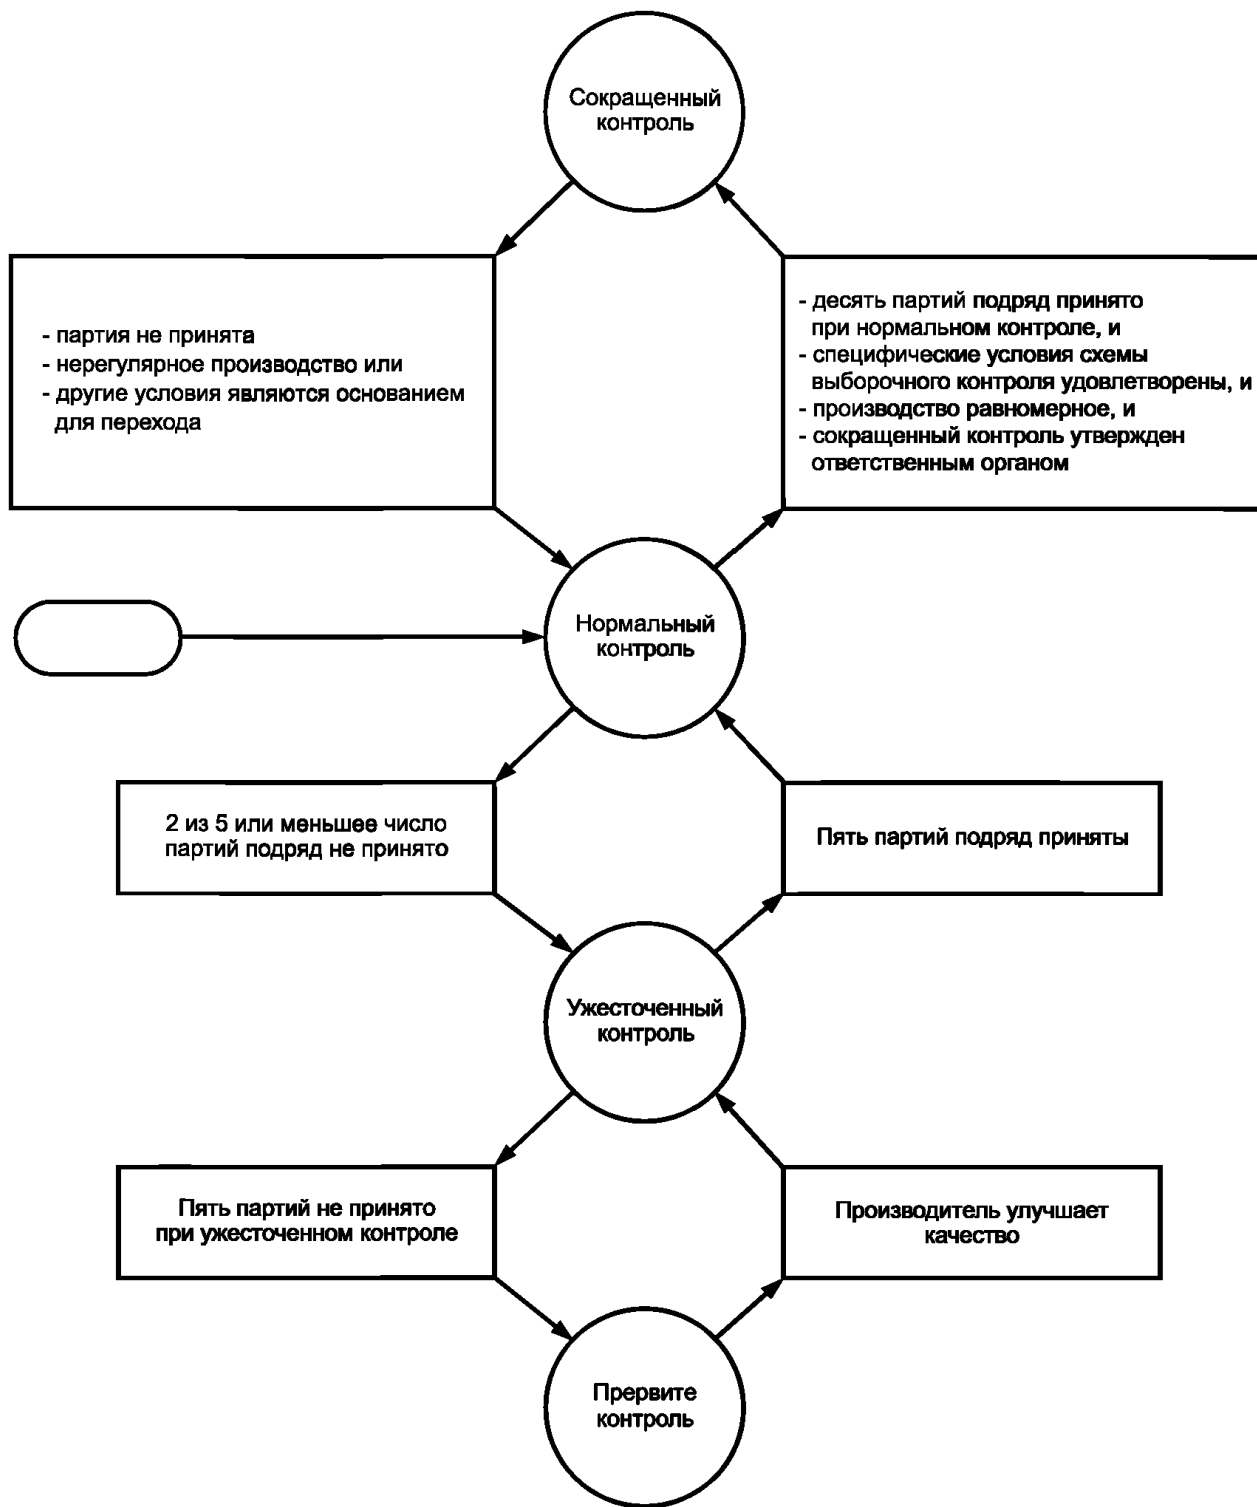 Сокращенный
контроль
- партия не принята
- нерегулярное производство или
- другие условия являются основанием
для перехода
- десять партий подряд принято
при нормальном контроле, и
- специфические условия схемы
выборочного контроля удовлетворены, и
- производство равномерное, и
- сокращенный контроль утвержден
ответственным органом
Нормальный
контроль
2 из 5 или меньшее число
партий подряд не принято
Пять партий подряд приняты
Ужесточенный
контроль
Пять партий не принято
при ужесточенном контроле
Производитель улучшает
качество
Прервите
контроль